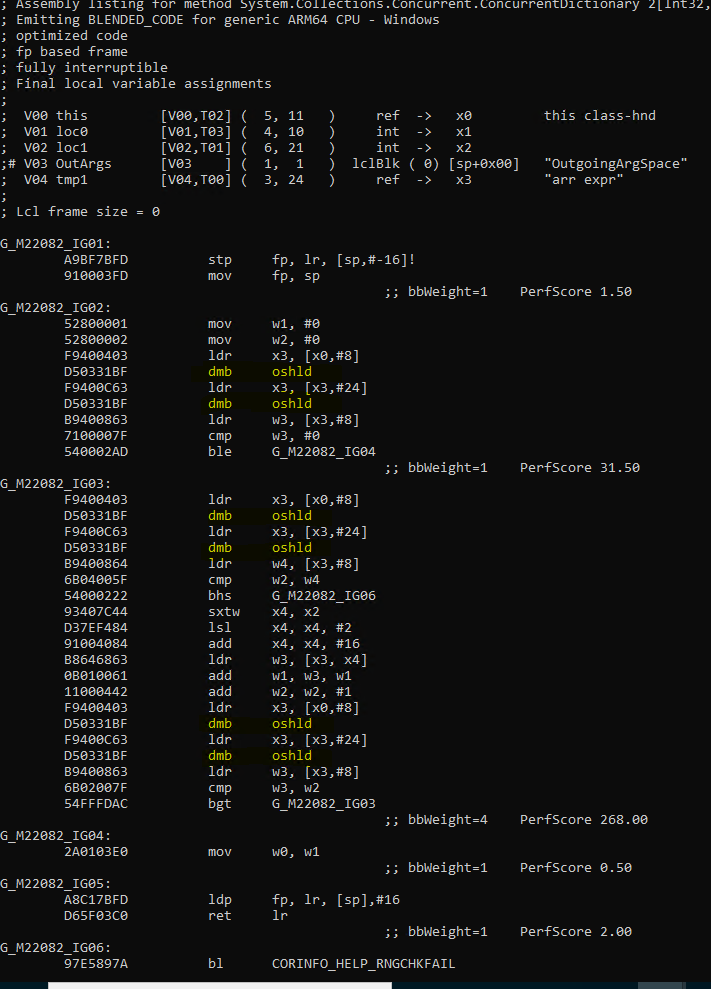 ; Assembly listing for method System.Collections.Concurrent.ConcurrentDictionary`2[Int32,
; Emitting BLENDED_CODE for generic ARM64 CPU - Windows
; optimized code
; fp based frame
; fully interruptible
; Final local variable assignments
;
;  V00 this         [V00,T02] (  5, 11   )     ref  ->   x0         this class-hnd
;  V01 loc0         [V01,T03] (  4, 10   )     int  ->   x1
;  V02 loc1         [V02,T01] (  6, 21   )     int  ->   x2
;# V03 OutArgs      [V03    ] (  1,  1   )  lclBlk ( 0) [sp+0x00]   "OutgoingArgSpace"
;  V04 tmp1         [V04,T00] (  3, 24   )     ref  ->   x3         "arr expr"
;
; Lcl frame size = 0
G_M22082_IG01:
        A9BF7BFD          stp     fp, lr, [sp,#-16]!
        910003FD          mov     fp, sp
                                                ;; bbWeight=1    PerfScore 1.50
G_M22082_IG02:
        52800001          mov     w1, #0
        52800002          mov     w2, #0
        F9400403          ldr     x3, [x0,#8]
        D50331BF          dmb     oshld
        F9400C63          ldr     x3, [x3,#24]
        D50331BF          dmb     oshld
        B9400863          ldr     w3, [x3,#8]
        7100007F          cmp     w3, #0
        540002AD          ble     G_M22082_IG04
                                                ;; bbWeight=1    PerfScore 31.50
G_M22082_IG03:
        F9400403          ldr     x3, [x0,#8]
        D50331BF          dmb     oshld
        F9400C63          ldr     x3, [x3,#24]
        D50331BF          dmb     oshld
        B9400864          ldr     w4, [x3,#8]
        6B04005F          cmp     w2, w4
        54000222          bhs     G_M22082_IG06
        93407C44          sxtw    x4, x2
        D37EF484          lsl     x4, x4, #2
        91004084          add     x4, x4, #16
        B8646863          ldr     w3, [x3, x4]
        0B010061          add     w1, w3, w1
        11000442          add     w2, w2, #1
        F9400403          ldr     x3, [x0,#8]
        D50331BF          dmb     oshld
        F9400C63          ldr     x3, [x3,#24]
        D50331BF          dmb     oshld
        B9400863          ldr     w3, [x3,#8]
        6B02007F          cmp     w3, w2
        54FFFDAC          bgt     G_M22082_IG03
                                                ;; bbWeight=4    PerfScore 268.00
G_M22082_IG04:
        2A0103E0          mov     w0, w1
                                                ;; bbWeight=1    PerfScore 0.50
G_M22082_IG05:
        A8C17BFD          ldp     fp, lr, [sp],#16
        D65F03C0          ret     lr
                                                ;; bbWeight=1    PerfScore 2.00
G_M22082_IG06:
        97E5897A          bl      CORINFO_HELP_RNGCHKFAIL